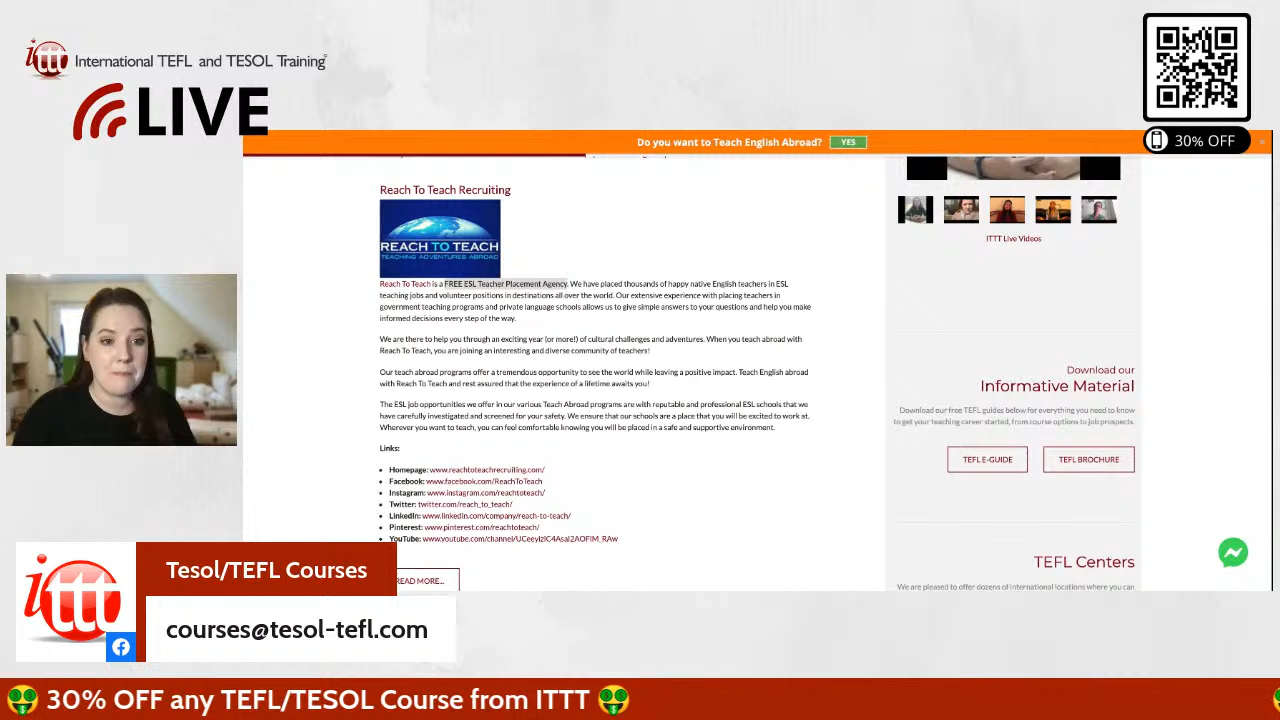 ittt International TEFL and TESOL Training
LIVE
30% OFF
Do you want to Teach English Abroad? YES
Reach To Teach Recruiting
REACH TO TEACH
TEACHING ADVENTURES ABROAD
Reach To Teach is a FREE ESL Teacher Placement Agency. We have placed thousands of happy native English teachers in ESL
teaching jobs and volunteer positions in destinations all over the world. Our extensive experience with placing teachers in
government teaching programs and private language schools allows us to give simple answers to your questions and help you make
informed decisions every step of the way.
We are there to help you through an exciting year (or more!) of cultural challenges and adventures. When you teach abroad with
Reach To Teach, you are joining an interesting and diverse community of teachers!
Our teach abroad programs offer a tremendous opportunity to see the world while leaving a positive impact. Teach English abroad
with Reach To Teach and rest assured that the experience of a lifetime awaits you!
The ESL job opportunities we offer in our various Teach Abroad programs are with reputable and professional ESL schools that we
have carefully investigated and screened for your safety. We ensure that our schools are a place that you will be excited to work at.
Wherever you want to teach, you can feel comfortable knowing you will be placed in a safe and supportive environment.
Links:
Homepage: www.reachtoteachrecruiting.com/
Facebook: www.facebook.com/ReachToTeach
Instagram: www.instagram.com/reachtoteach/
Twitter: twitter.com/reach_to_teach/
LinkedIn: www.linkedin.com/company/reach-to-teach/
Pinterest: www.pinterest.com/reachtoteach/
YouTube:
READ MORE...
ITTT Live Videos
Download our
Informative Material
Download our free TEFL guides below for everything you need to know
to get your teaching career started, from course options to job prospects.
TEFL E-GUIDE
TEFL BROCHURE
TEFL Centers
We are pleased to offer dozens of international locations where you can
ittt
Tesol/TEFL Courses
courses@tesol-tefl.com
30% OFF any TEFL/TESOL Course from ITTT